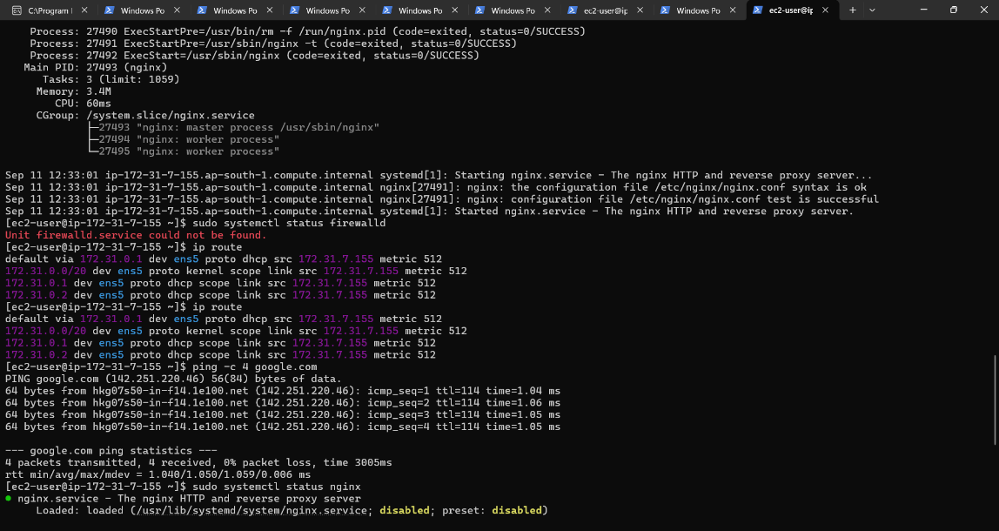 C:\Program
Windows Po
Windows Po
Windows Po
Windows Po
Windows Po
ec2-user@ip
Windows Po
ec2-user@ip
Process: 27490 ExecStartPre=/usr/bin/rm -f /run/nginx.pid (code=exited, status=0/SUCCESS)
Process: 27491 ExecStartPre=/usr/sbin/nginx -t (code=exited, status=0/SUCCESS)
Process: 27492 ExecStart=/usr/sbin/nginx (code=exited, status=0/SUCCESS)
Main PID: 27493 (nginx)
Tasks: 3 (limit: 1059)
Memory: 3.4M
CPU: 60ms
CGroup: /system.slice/nginx.service
├─27493 "nginx: master process /usr/sbin/nginx"
├─27494 "nginx: worker process"
└─27495 "nginx: worker process"
Sep 11 12:33:01 ip-172-31-7-155.ap-south-1.compute.internal systemd[1]: Starting nginx.service - The nginx HTTP and reverse proxy server...
Sep 11 12:33:01 ip-172-31-7-155.ap-south-1.compute.internal nginx[27491]: nginx: the configuration file /etc/nginx/nginx.conf syntax is ok
Sep 11 12:33:01 ip-172-31-7-155.ap-south-1.compute.internal nginx[27491]: nginx: configuration file /etc/nginx/nginx.conf test is successful
Sep 11 12:33:01 ip-172-31-7-155.ap-south-1.compute.internal systemd[1]: Started nginx.service - The nginx HTTP and reverse proxy server.
[ec2-user@ip-172-31-7-155 ~]$ sudo systemctl status firewalld
Unit firewalld.service could not be found.
[ec2-user@ip-172-31-7-155 ~]$ ip route
default via 172.31.0.1 dev ens5 proto dhcp src 172.31.7.155 metric 512
172.31.0.0/20 dev ens5 proto kernel scope link src 172.31.7.155 metric 512
172.31.0.1 dev ens5 proto dhcp scope link src 172.31.7.155 metric 512
172.31.0.2 dev ens5 proto dhcp scope link src 172.31.7.155 metric 512
[ec2-user@ip-172-31-7-155 ~]$ ip route
default via 172.31.0.1 dev ens5 proto dhcp src 172.31.7.155 metric 512
172.31.0.0/20 dev ens5 proto kernel scope link src 172.31.7.155 metric 512
172.31.0.1 dev ens5 proto dhcp scope link src 172.31.7.155 metric 512
172.31.0.2 dev ens5 proto dhcp scope link src 172.31.7.155 metric 512
[ec2-user@ip-172-31-7-155 ~]$ ping -c 4 google.com
PING google.com (142.251.220.46) 56(84) bytes of data.
64 bytes from hkg07s50-in-f14.1e100.net (142.251.220.46): icmp_seq=1 ttl=114 time=1.04 ms
64 bytes from hkg07s50-in-f14.1e100.net (142.251.220.46): icmp_seq=2 ttl=114 time=1.06 ms
64 bytes from hkg07s50-in-f14.1e100.net (142.251.220.46): icmp_seq=3 ttl=114 time=1.05 ms
64 bytes from hkg07s50-in-f14.1e100.net (142.251.220.46): icmp_seq=4 ttl=114 time=1.05 ms
--- google.com ping statistics ---
4 packets transmitted, 4 received, 0% packet loss, time 3005ms
rtt min/avg/max/mdev = 1.040/1.050/1.059/0.006 ms
[ec2-user@ip-172-31-7-155 ~]$ sudo systemctl status nginx
● nginx.service - The nginx HTTP and reverse proxy server
Loaded: loaded (/usr/lib/systemd/system/nginx.service; disabled; preset: disabled)